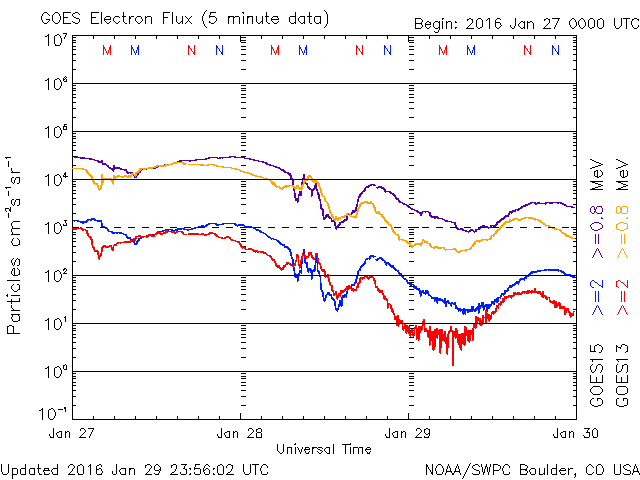 GOES Electron Flux (5 minute data)
Begin: 2016 Jan 27 0000 UTC
M M N N M M N N M M N N
10⁷
10⁶
10⁵
10⁴
10³
10²
10¹
10⁰
10⁻¹
Particles cm⁻²s⁻¹sr⁻¹
Jan 27 Jan 28 Jan 29 Jan 30
Universal Time
GOES15 >=2 >=0.8 MeV
GOES13 >=2 >=0.8 MeV
Updated 2016 Jan 29 23:56:02 UTC
NOAA/SWPC Boulder, CO USA